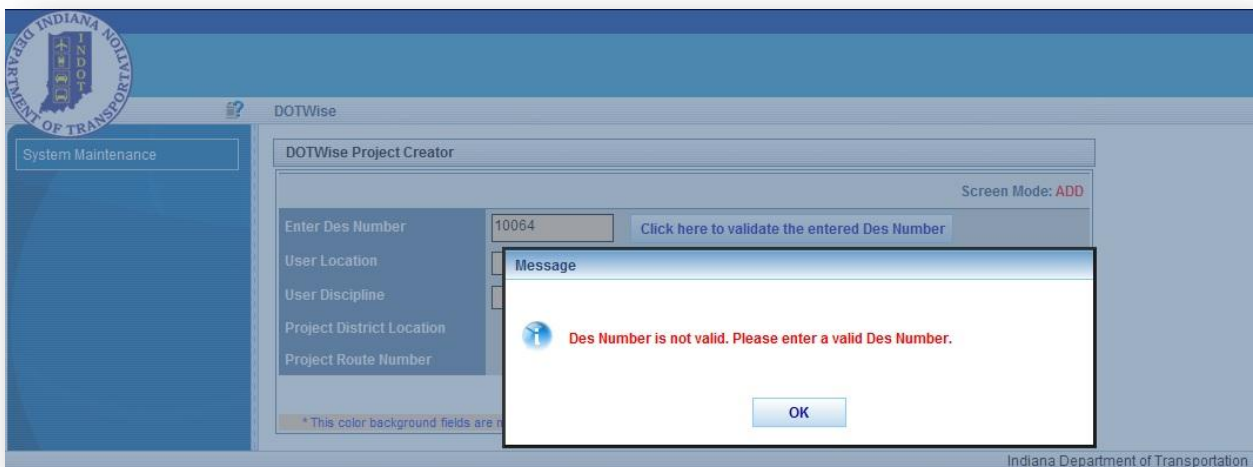 INDIANA
DEPARTMENT OF TRANSPORTATION
INDOT
DOTWise
System Maintenance
DOTWise Project Creator
Screen Mode: ADD
Enter Des Number 10064 Click here to validate the entered Des Number
User Location
Message
User Discipline
Project District Location
Des Number is not valid. Please enter a valid Des Number.
Project Route Number
OK
* This color background fields are
Indiana Department of Transportation